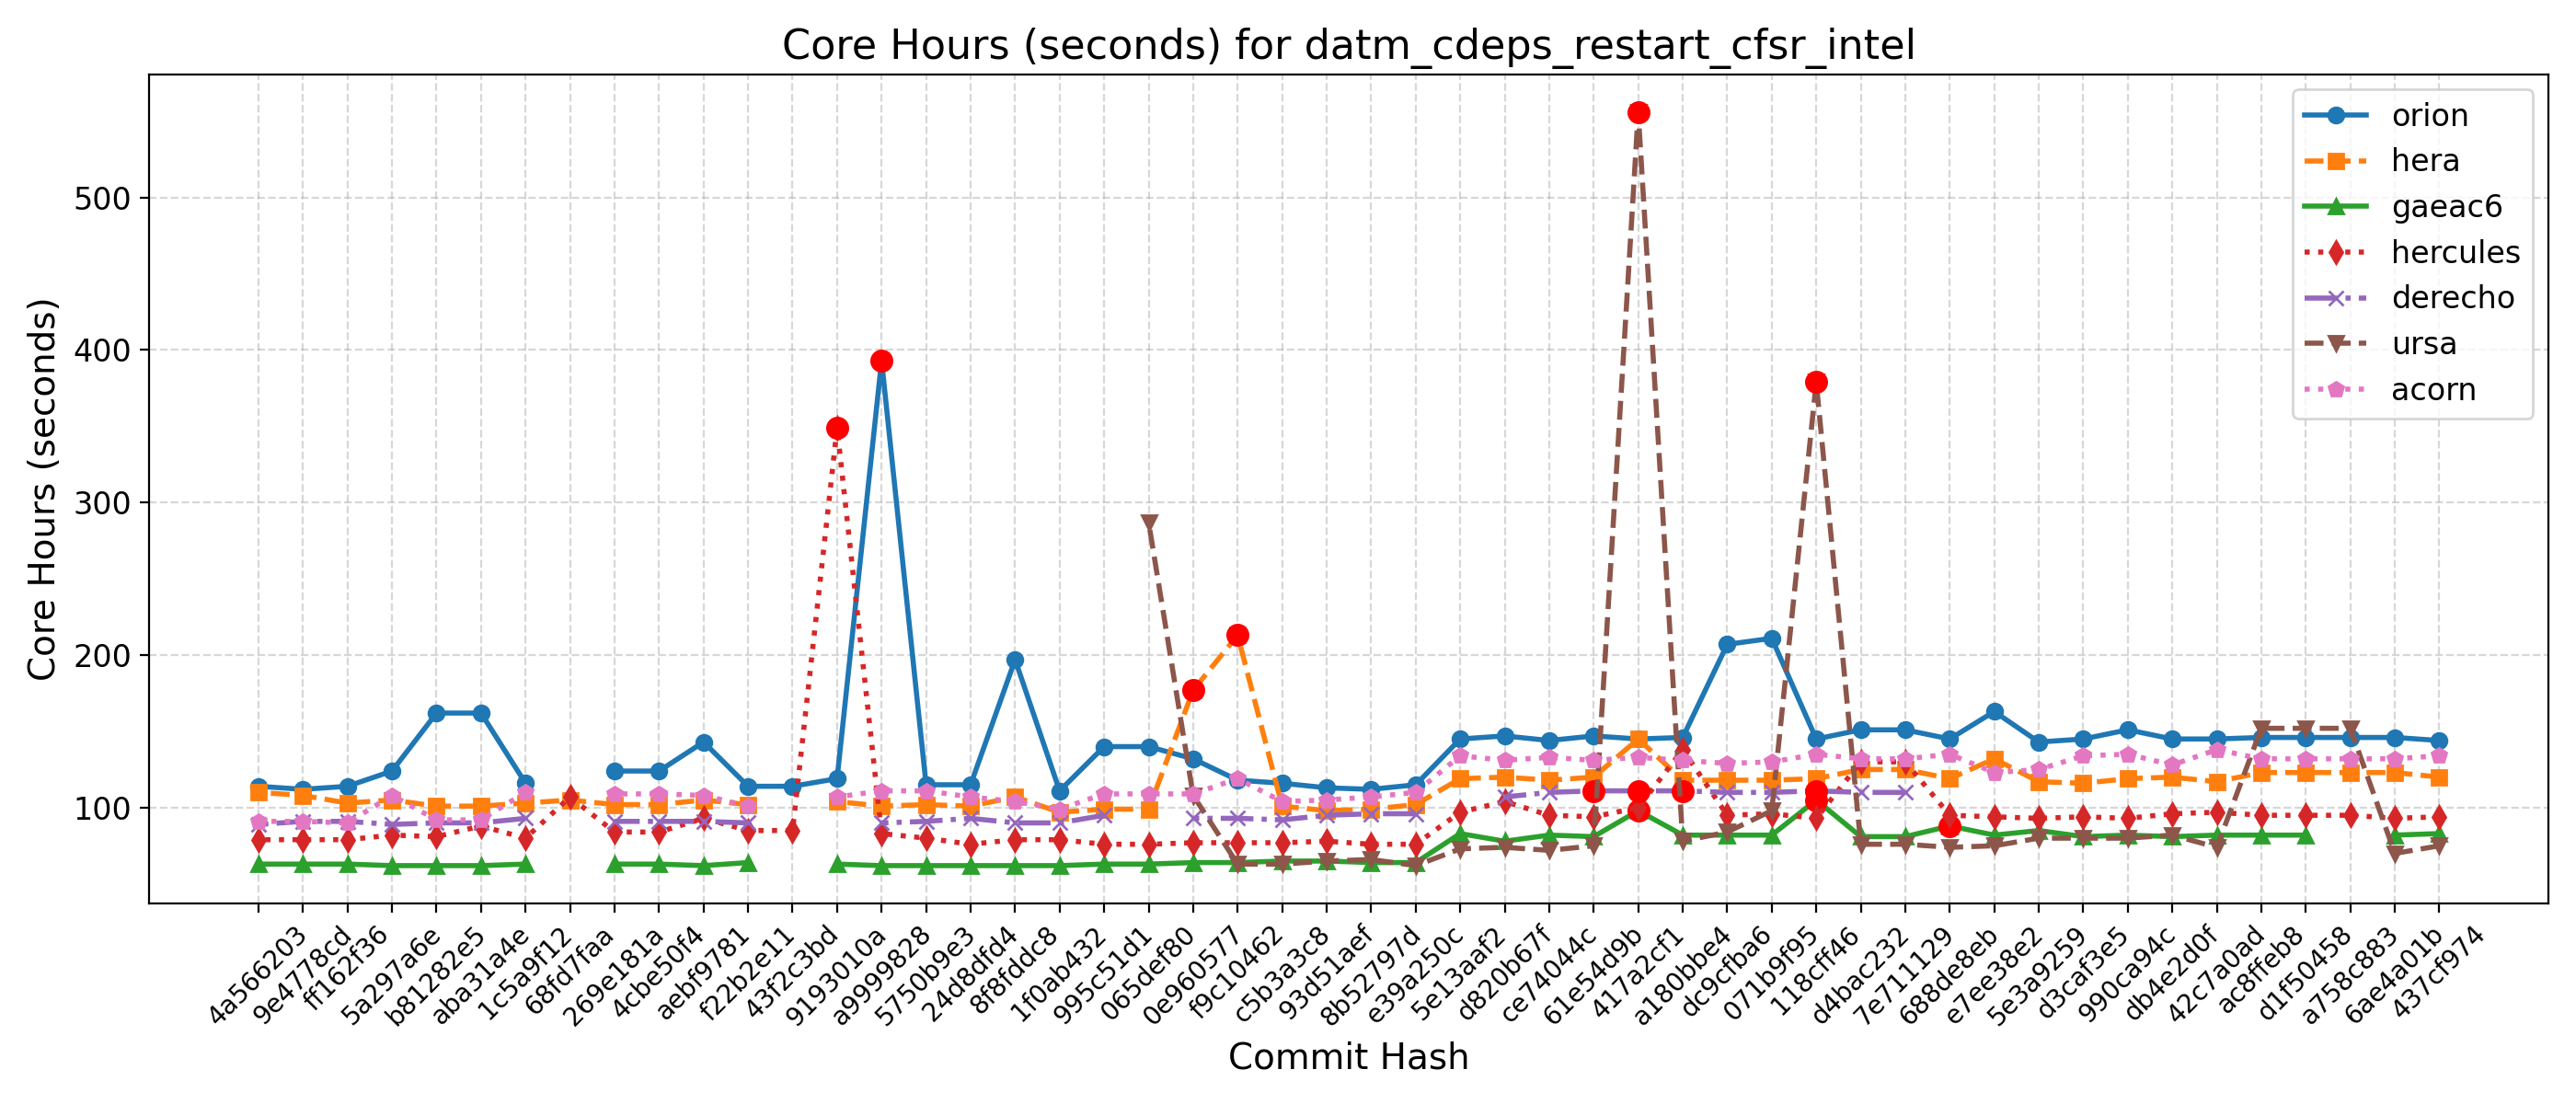 Core Hours (seconds) for datm_cdeps_restart_cfsr_intel
Core Hours (seconds)
500
400
300
200
100
orion
hera
gaeac6
hercules
derecho
ursa
acorn
4a566203
9e4778cd
ff162f36
5a297a6e
b81282e5
aba31a4e
1c5a9f12
68fd7faa
269e181a
4cbe50f4
aebf9781
f22b2e11
43f2c3bd
9193010a
a9999828
5750b9e3
24d8dfd4
8f8fddc8
1f0ab432
995c51d1
065def80
0e960577
f9c10462
c5b3a3c8
93d51aef
8b52797d
e39a250c
5e13aaf2
d820b67f
ce74044c
61e54d9b
417a2cf1
a180bbe4
dc9cfba6
071b9f95
118cff46
d4bac232
7e711129
688de8eb
e7ee38e2
5e3a9259
d3caf3e5
990ca94c
db4e2d0f
42c7a0ad
ac8ffeb8
d1f50458
a758c883
6ae4a01b
437cf974
Commit Hash